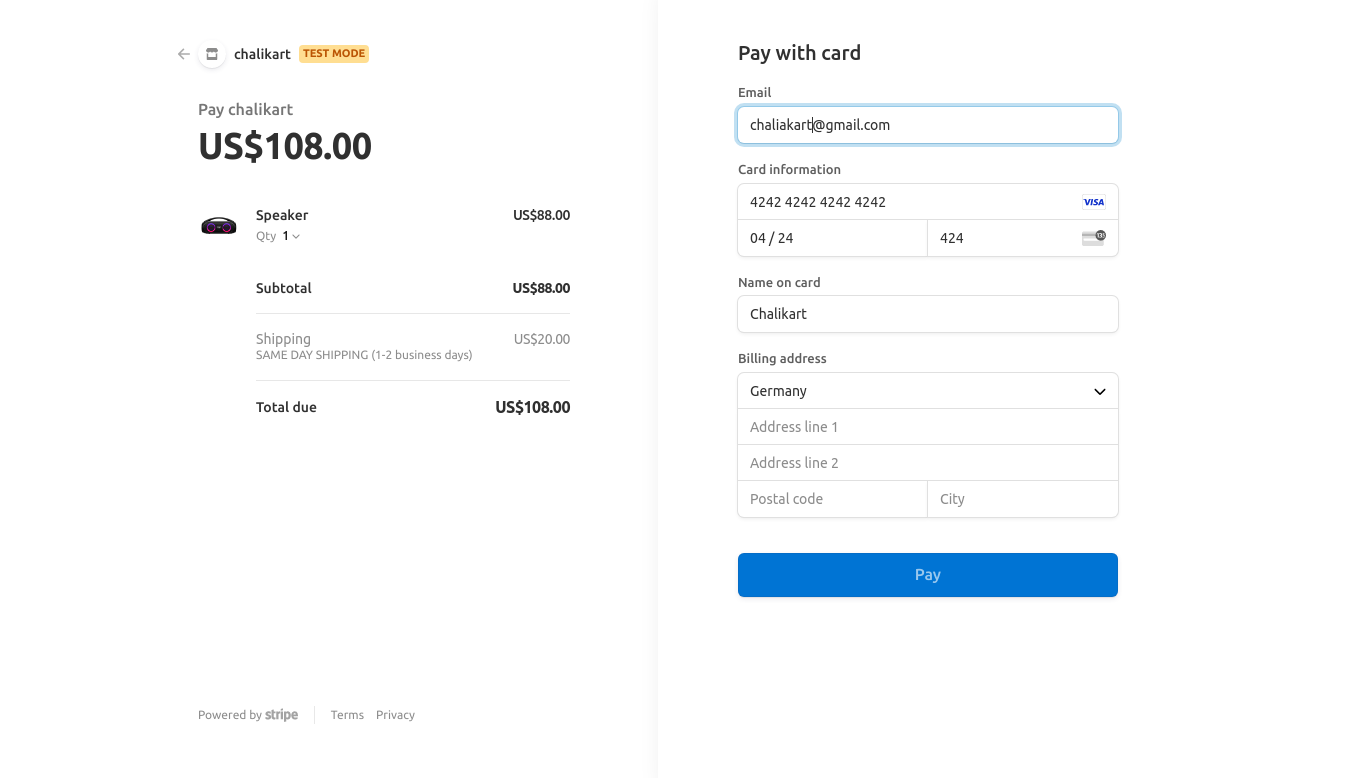 chalikart TEST MODE
Pay chalikart
US$108.00
Speaker US$88.00
Qty 1
Subtotal US$88.00
Shipping US$20.00
SAME DAY SHIPPING (1-2 business days)
Total due US$108.00
Powered by stripe Terms Privacy
Pay with card
Email
chaliakart@gmail.com
Card information
4242 4242 4242 4242 VISA
04 / 24 424 135
Name on card
Chalikart
Billing address
Germany
Address line 1
Address line 2
Postal code City
Pay